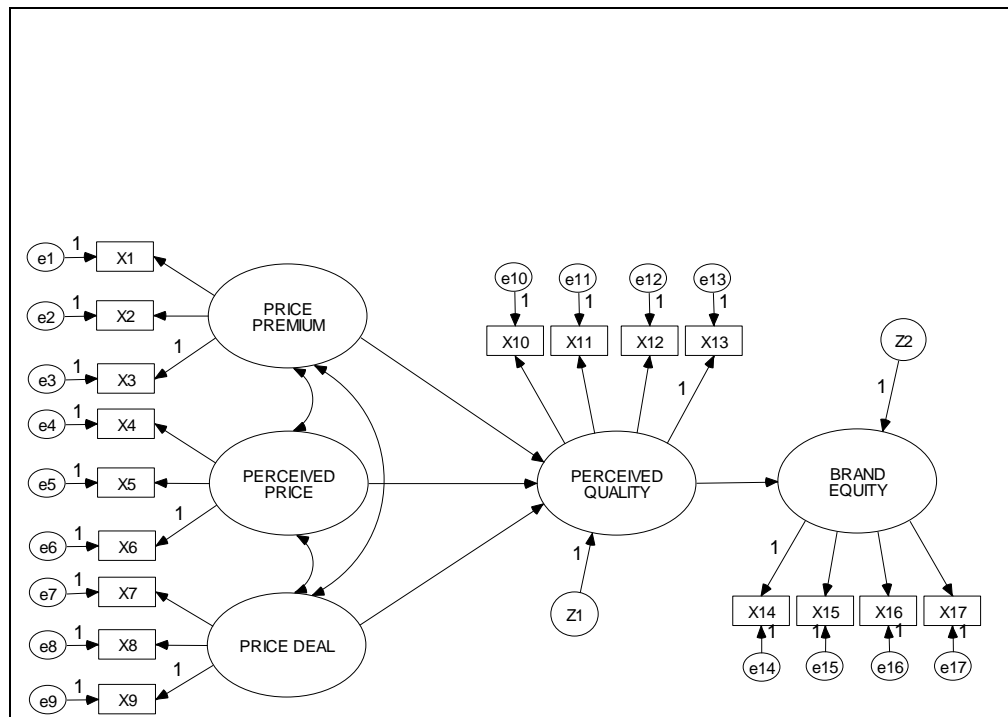 e1 1 X1
e2 1 X2
1
e3 1 X3
PRICE
PREMIUM
e4 1 X4
e5 1 X5
1
e6 1 X6
PERCEIVED
PRICE
e7 1 X7
e8 1 X8
1
e9 1 X9
PRICE DEAL
e10 e11 e12 e13
1 1 1 1
X10 X11 X12 X13
1
PERCEIVED
QUALITY
1
Z1
Z2
1
BRAND
EQUITY
1
X14 X15 X16 X17
1 1 1 1
e14 e15 e16 e17